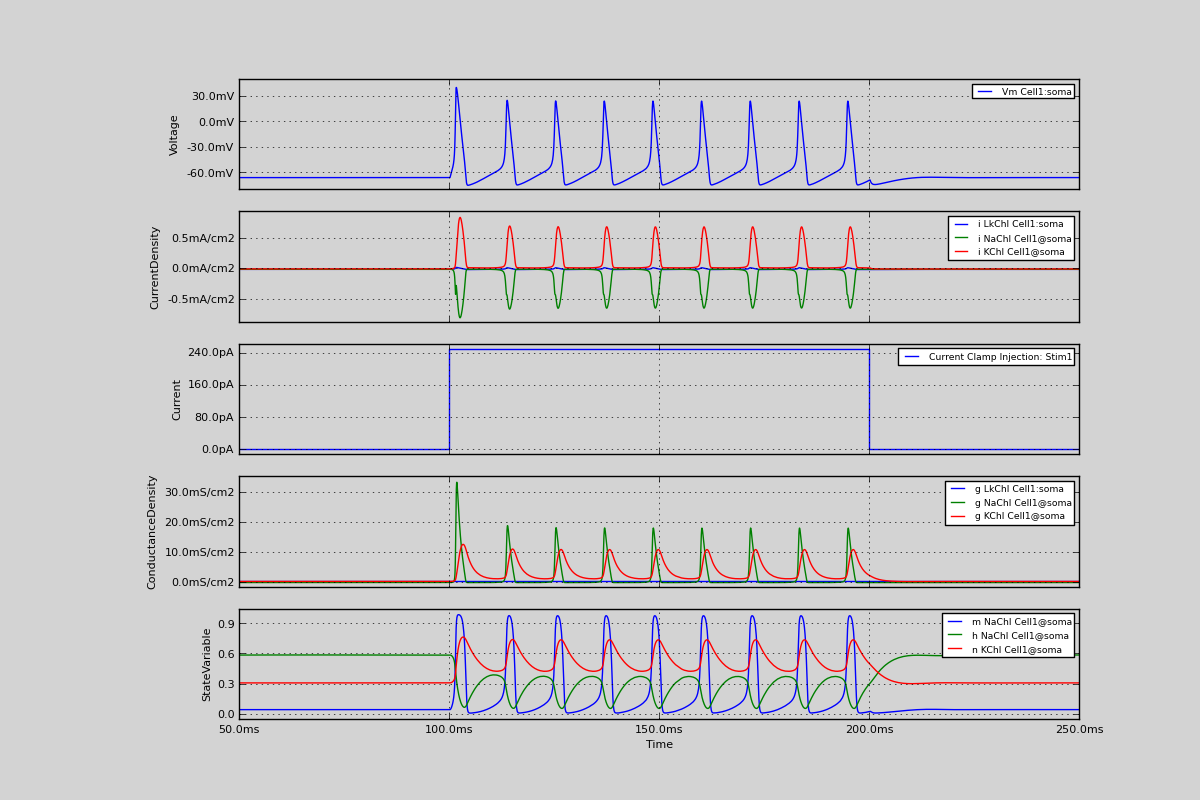 Voltage
30.0mV
0.0mV
-30.0mV
-60.0mV
Vm Cell1:soma
CurrentDensity
0.5mA/cm2
0.0mA/cm2
-0.5mA/cm2
i LkChl Cell1:soma
i NaChl Cell1@soma
i KChl Cell1@soma
Current
240.0pA
160.0pA
80.0pA
0.0pA
Current Clamp Injection: Stim1
ConductanceDensity
30.0mS/cm2
20.0mS/cm2
10.0mS/cm2
0.0mS/cm2
g LkChl Cell1:soma
g NaChl Cell1@soma
g KChl Cell1@soma
StateVariable
0.9
0.6
0.3
0.0
m NaChl Cell1@soma
h NaChl Cell1@soma
n KChl Cell1@soma
50.0ms 100.0ms 150.0ms 200.0ms 250.0ms
Time